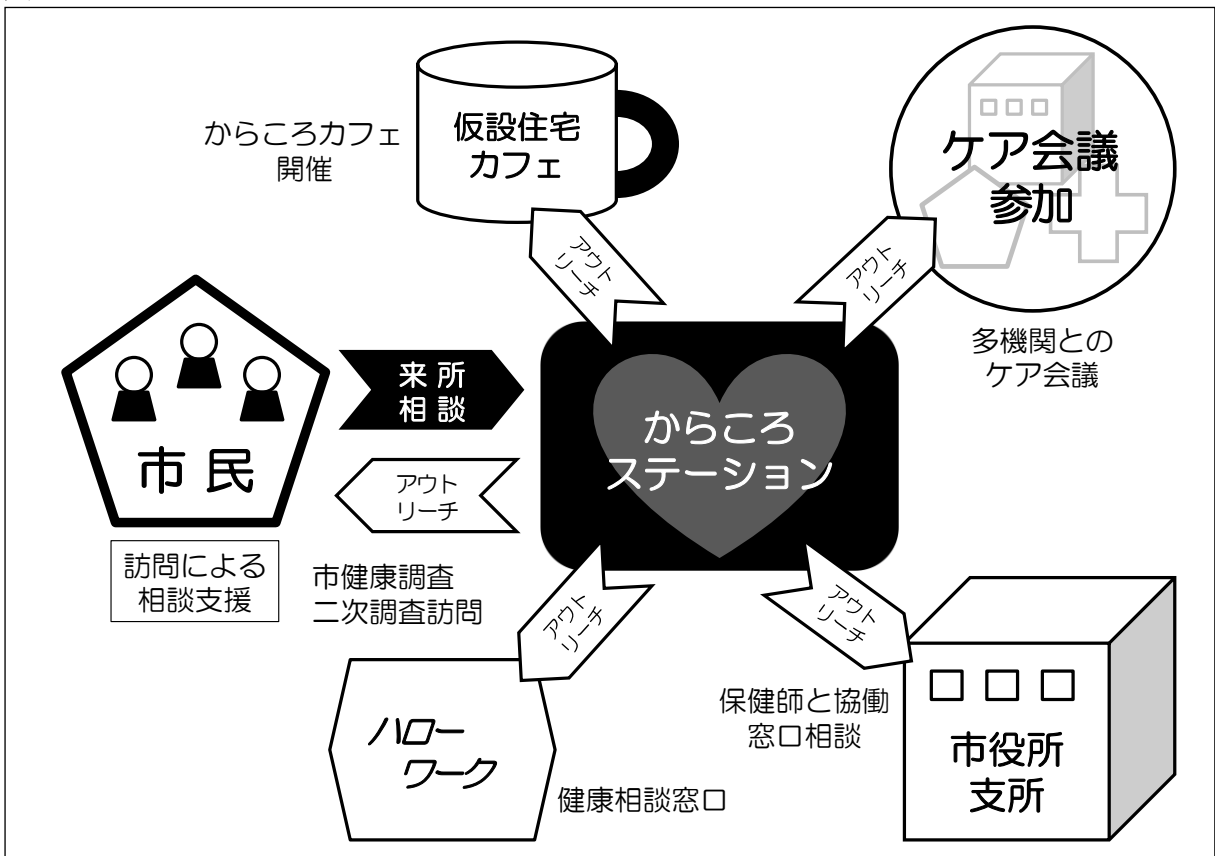 からころカフェ
開催
仮設住宅
カフェ
ケア会議
参加
アウト
リーチ
アウト
リーチ
多機関との
ケア会議
来所
相談
市民
アウト
リーチ
からころ
ステーション
訪問による
相談支援
市健康調査
二次調査訪問
アウト
リーチ
アウト
リーチ
ハロー
ワーク
健康相談窓口
保健師と協働
窓口相談
市役所
支所